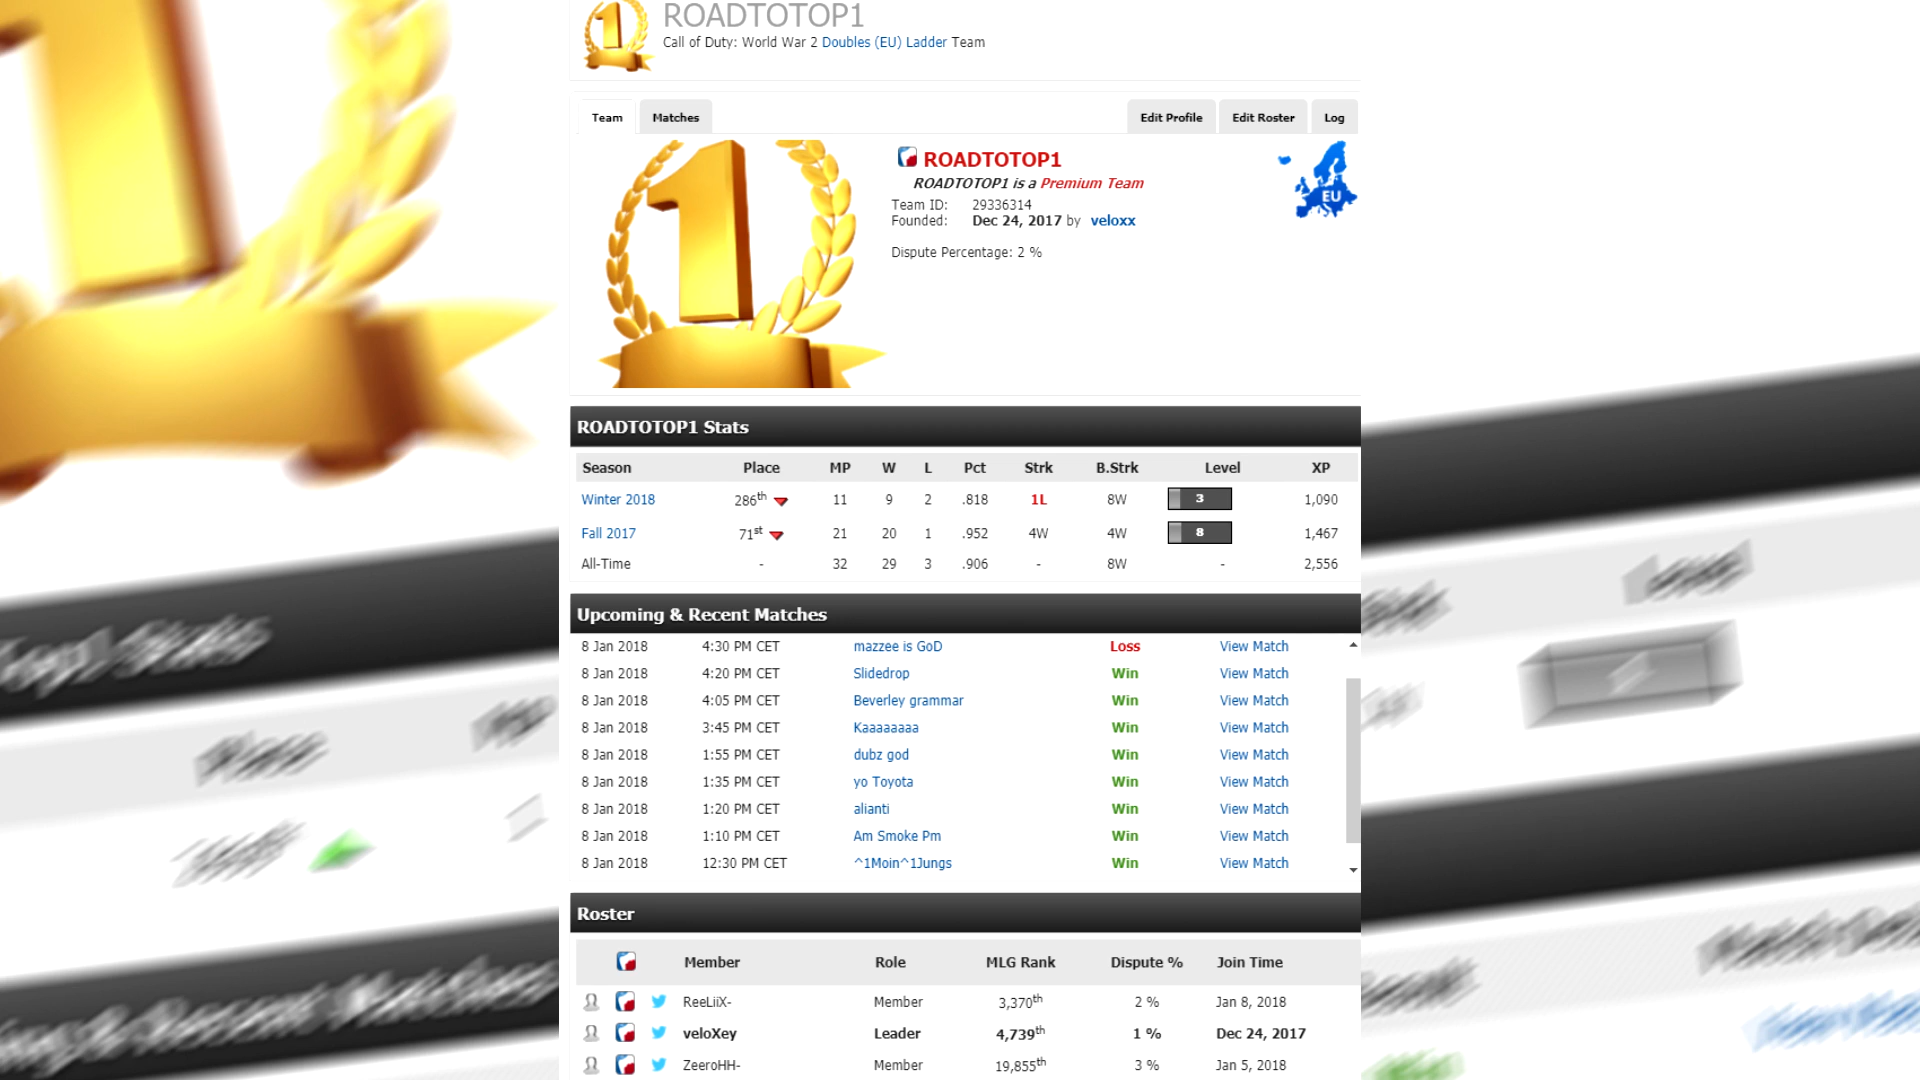 ROADTOTOP1
Call of Duty: World War 2 Doubles (EU) Ladder Team
Team Matches Edit Profile Edit Roster Log
ROADTOTOP1
ROADTOTOP1 is a Premium Team
EU
Team ID: 29336314
Founded: Dec 24, 2017 by veloxx
Dispute Percentage: 2 %
ROADTOTOP1 Stats
Season Place MP W L Pct Strk B.Strk Level XP
Winter 2018 286th 11 9 2 .818 1L 8W 3 1,090
Fall 2017 71st 21 20 1 .952 4W 4W 8 1,467
All-Time - 32 29 3 .906 - 8W - 2,556
Upcoming & Recent Matches
8 Jan 2018 4:30 PM CET mazzee is GoD Loss View Match
8 Jan 2018 4:20 PM CET Slidedrop Win View Match
8 Jan 2018 4:05 PM CET Beverley grammar Win View Match
8 Jan 2018 3:45 PM CET Kaaaaaaaa Win View Match
8 Jan 2018 1:55 PM CET dubz god Win View Match
8 Jan 2018 1:35 PM CET yo Toyota Win View Match
8 Jan 2018 1:20 PM CET alianti Win View Match
8 Jan 2018 1:10 PM CET Am Smoke Pm Win View Match
8 Jan 2018 12:30 PM CET ^1Moin^1Jungs Win View Match
Roster
Member Role MLG Rank Dispute % Join Time
ReeLiiX- Member 3,370th 2 % Jan 8, 2018
veloXey Leader 4,739th 1 % Dec 24, 2017
ZeeroHH- Member 19,855th 3 % Jan 5, 2018